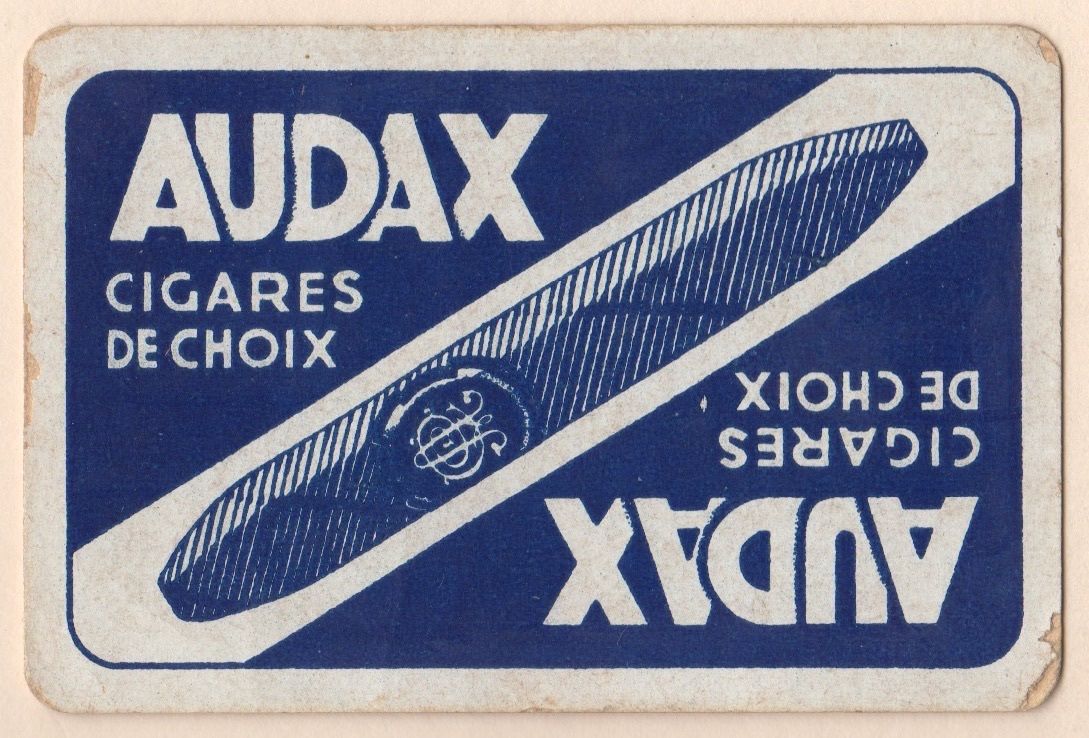 AUDAX
CIGARES
DE CHOIX
AUDAX
CIGARES
DE CHOIX